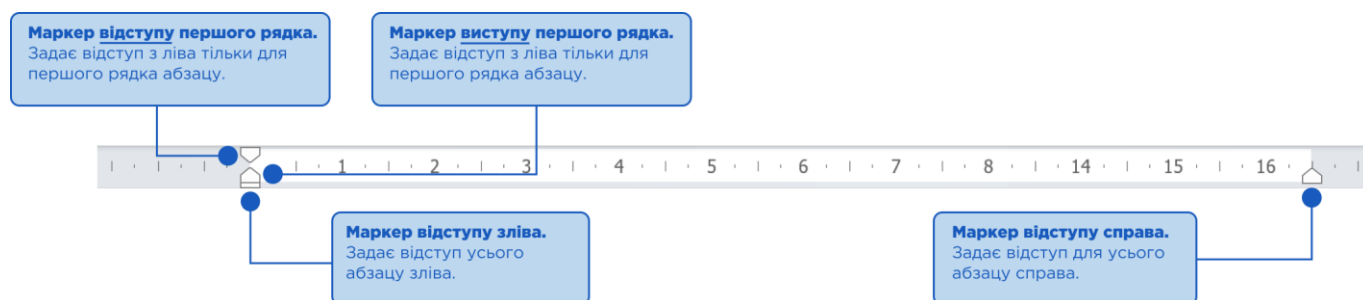 Маркер відступу першого рядка.
Задає відступ з ліва тільки для
першого рядка абзацу.
Маркер виступу першого рядка.
Задає відступ з ліва тільки для
першого рядка абзацу.
1 2 3 4 5 6 7 8 14 15 16
Маркер відступу зліва.
Задає відступ усього
абзацу зліва.
Маркер відступу справа.
Задає відступ для усього
абзацу справа.